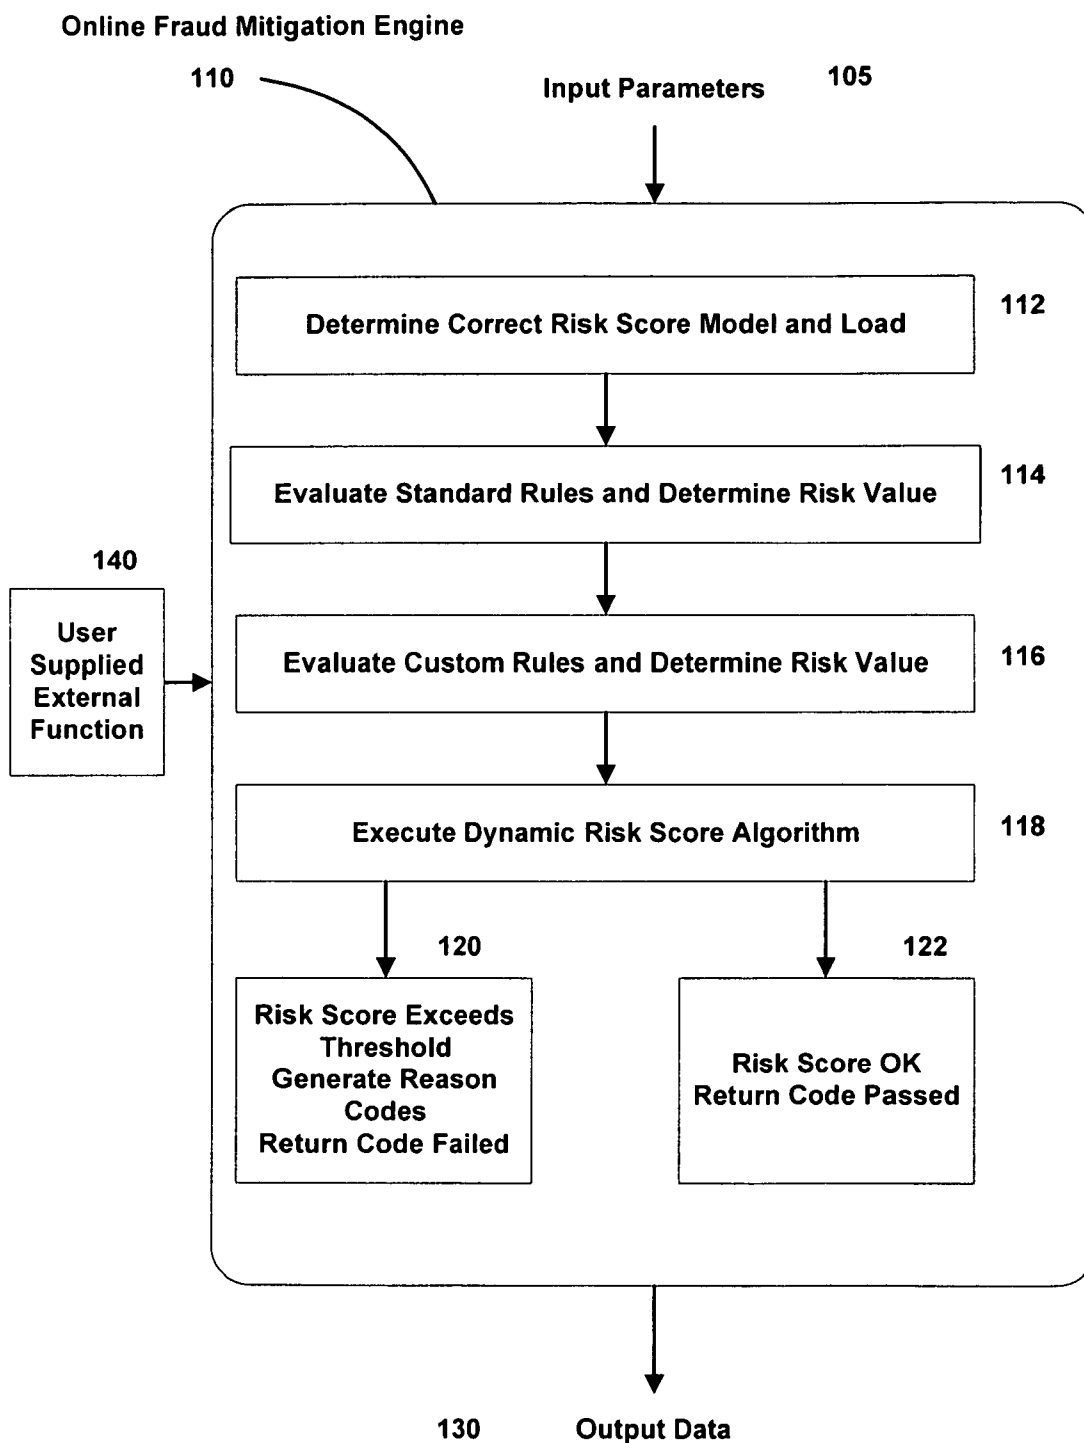 Online Fraud Mitigation Engine
110
Input Parameters
105
Determine Correct Risk Score Model and Load
112
Evaluate Standard Rules and Determine Risk Value
114
140
User
Supplied
External
Function
Evaluate Custom Rules and Determine Risk Value
116
Execute Dynamic Risk Score Algorithm
118
120
Risk Score Exceeds
Threshold
Generate Reason
Codes
Return Code Failed
122
Risk Score OK
Return Code Passed
130
Output Data